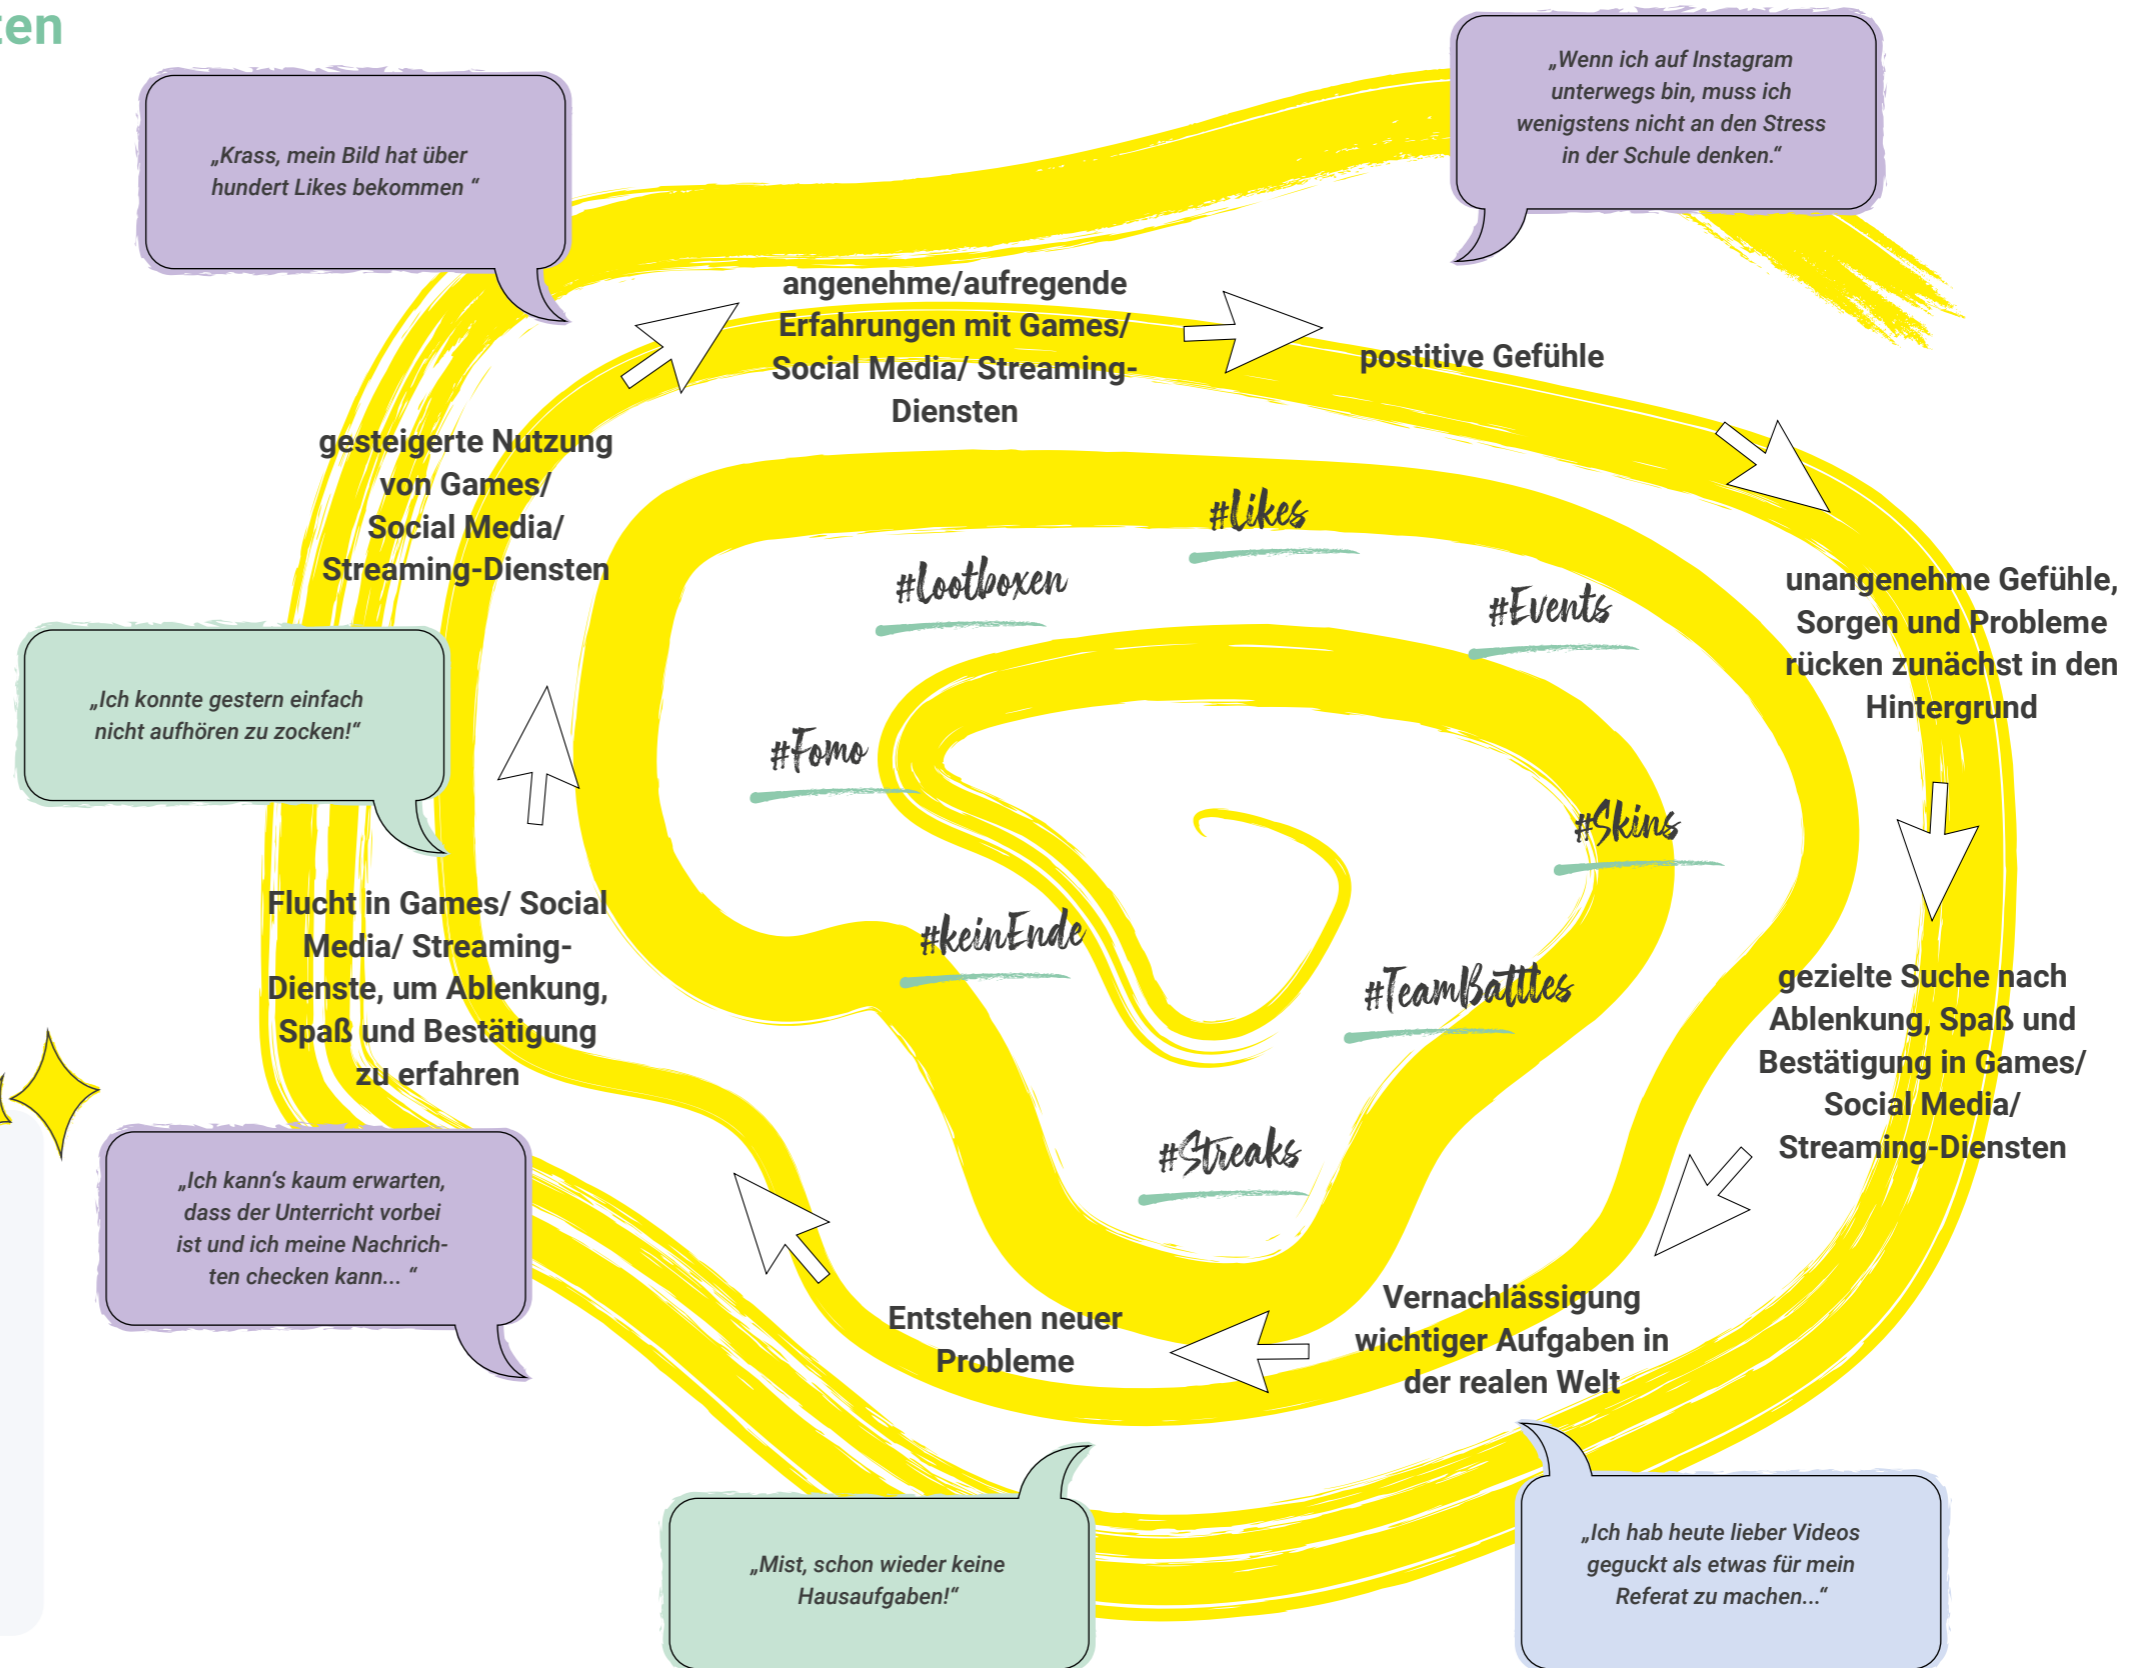 ten
„Krass, mein Bild hat über
hundert Likes bekommen “
„Wenn ich auf Instagram
unterwegs bin, muss ich
wenigstens nicht an den Stress
in der Schule denken.“
angenehme/aufregende
Erfahrungen mit Games/
Social Media/ Streaming-
Diensten
postitive Gefühle
gesteigerte Nutzung
von Games/
Social Media/
Streaming-Diensten
#Likes
#Lootboxen
#Events
unangenehme Gefühle,
Sorgen und Probleme
rücken zunächst in den
Hintergrund
„Ich konnte gestern einfach
nicht aufhören zu zocken!“
#Fomo
#Skins
Flucht in Games/ Social
Media/ Streaming-
Dienste, um Ablenkung,
Spaß und Bestätigung
zu erfahren
#keinEnde
#TeamBatttles
gezielte Suche nach
Ablenkung, Spaß und
Bestätigung in Games/
Social Media/
Streaming-Diensten
#Streaks
„Ich kann‘s kaum erwarten,
dass der Unterricht vorbei
ist und ich meine Nachrich-
ten checken kann... “
Entstehen neuer
Probleme
Vernachlässigung
wichtiger Aufgaben in
der realen Welt
„Mist, schon wieder keine
Hausaufgaben!“
„Ich hab heute lieber Videos
geguckt als etwas für mein
Referat zu machen...“